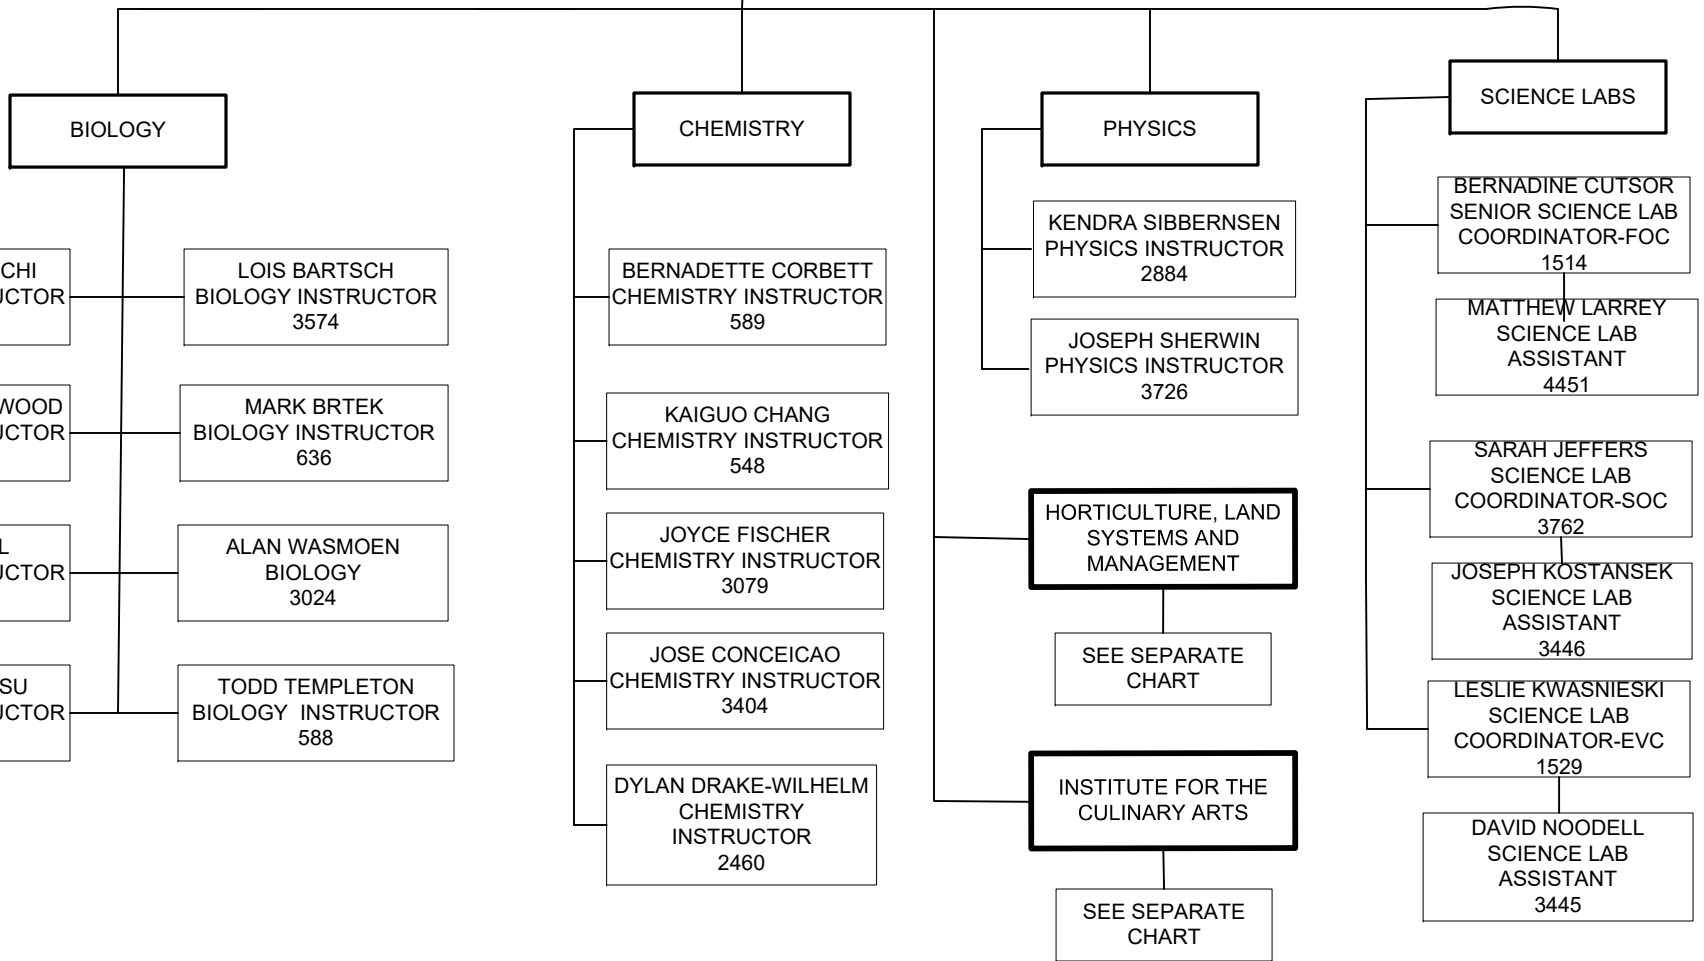 BIOLOGY
CHI
LOIS BARTSCH
BIOLOGY INSTRUCTOR
3574
WOOD
MARK BRTEK
BIOLOGY INSTRUCTOR
636
L
ALAN WASMOEN
BIOLOGY
3024
SU
TODD TEMPLETON
BIOLOGY  INSTRUCTOR
588
CHEMISTRY
BERNADETTE CORBETT
CHEMISTRY INSTRUCTOR
589
KAIGUO CHANG
CHEMISTRY INSTRUCTOR
548
JOYCE FISCHER
CHEMISTRY INSTRUCTOR
3079
JOSE CONCEICAO
CHEMISTRY INSTRUCTOR
3404
DYLAN DRAKE-WILHELM
CHEMISTRY
INSTRUCTOR
2460
PHYSICS
KENDRA SIBBERNSEN
PHYSICS INSTRUCTOR
2884
JOSEPH SHERWIN
PHYSICS INSTRUCTOR
3726
HORTICULTURE, LAND
SYSTEMS AND
MANAGEMENT
SEE SEPARATE
CHART
INSTITUTE FOR THE
CULINARY ARTS
SEE SEPARATE
CHART
SCIENCE LABS
BERNADINE CUTSOR
SENIOR SCIENCE LAB
COORDINATOR-FOC
1514
MATTHEW LARREY
SCIENCE LAB
ASSISTANT
4451
SARAH JEFFERS
SCIENCE LAB
COORDINATOR-SOC
3762
JOSEPH KOSTANSEK
SCIENCE LAB
ASSISTANT
3446
LESLIE KWASNIESKI
SCIENCE LAB
COORDINATOR-EVC
1529
DAVID NOODELL
SCIENCE LAB
ASSISTANT
3445